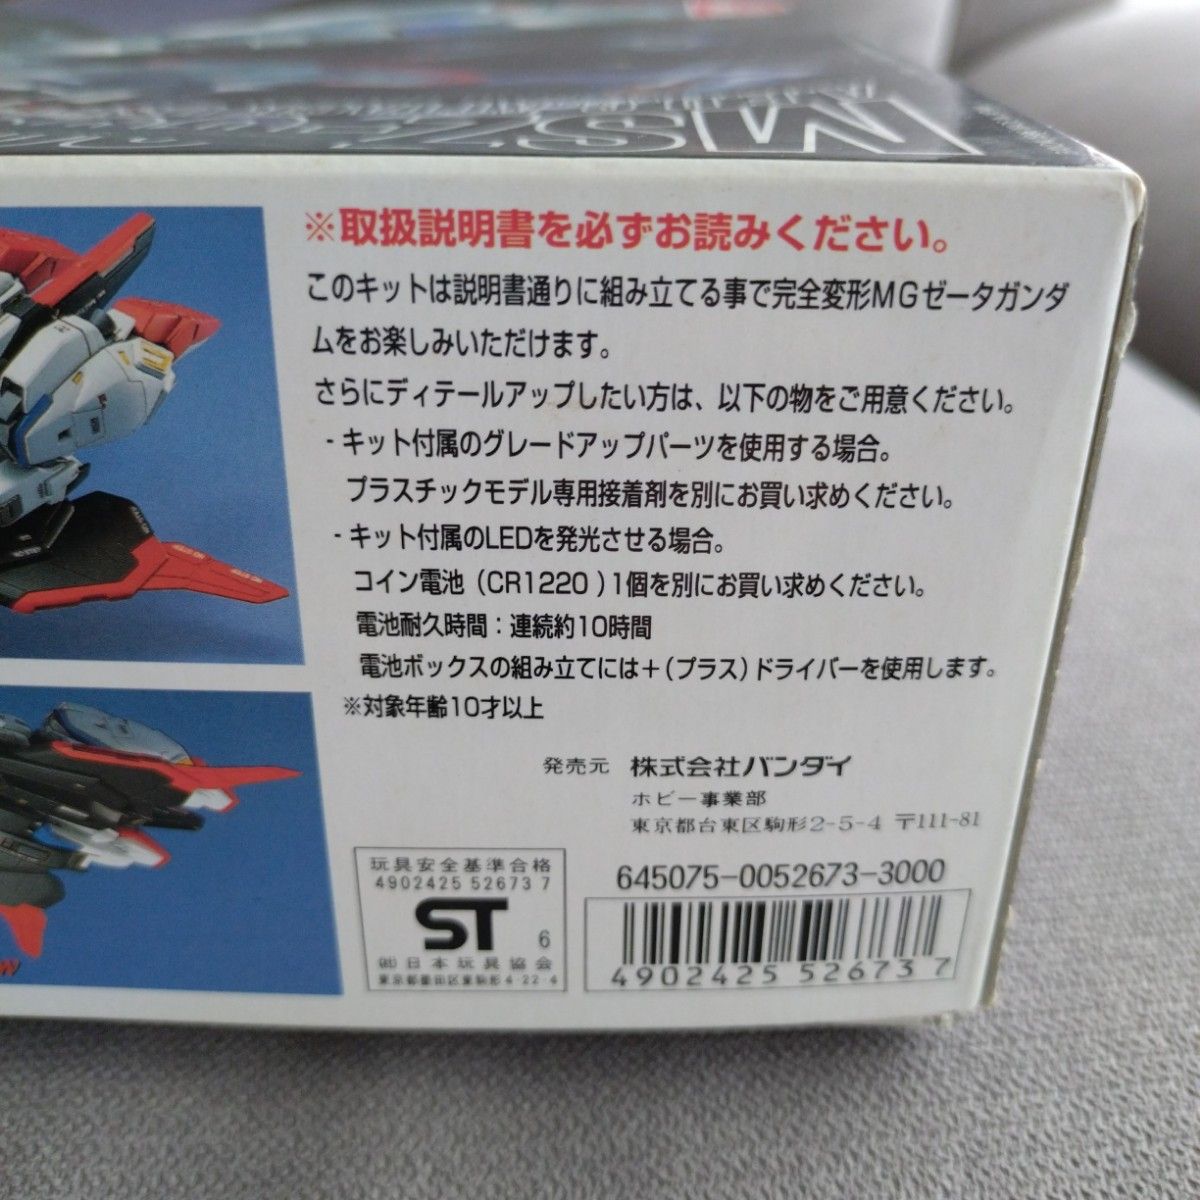 MS Z
※取扱説明書を必ずお読みください。
このキットは説明書通りに組み立てる事で完全変形MGゼータガンダ
ムをお楽しみいただけます。
さらにディテールアップしたい方は、以下の物をご用意ください。
・キット付属のグレードアップパーツを使用する場合。
プラスチックモデル専用接着剤を別にお買い求めください。
・キット付属のLEDを発光させる場合。
コイン電池（CR1220）1個を別にお買い求めください。
電池耐久時間：連続約10時間
電池ボックスの組み立てには＋（プラス）ドライバーを使用します。
※対象年齢10才以上
発売元 株式会社バンダイ
ホビー事業部
東京都台東区駒形2-5-4 〒111-81
玩具安全基準合格
4902425 52673 7
ST 6
㈳日本玩具協会
東京都墨田区東駒形4-22-4
645075-0052673-3000
4902425 526737